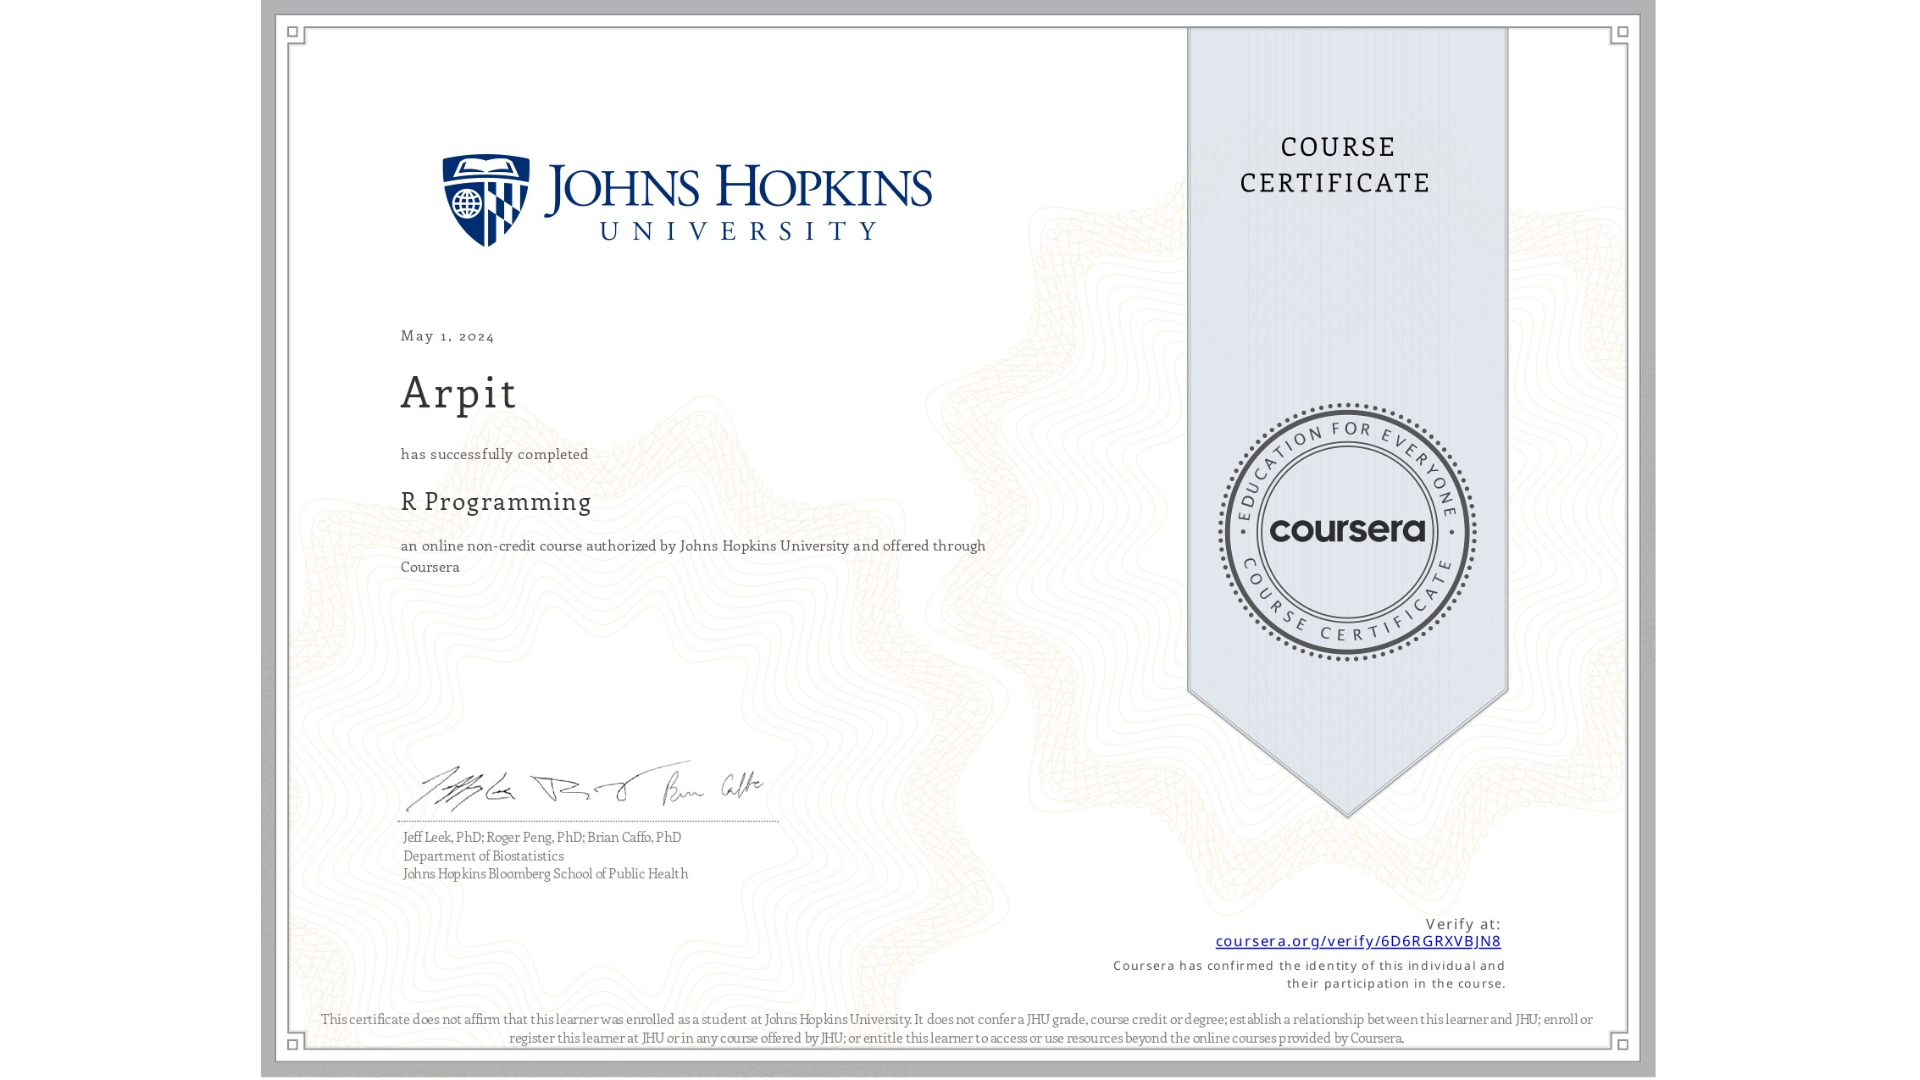 JOHNS HOPKINS
UNIVERSITY
COURSE
CERTIFICATE
May 1, 2024
Arpit
has successfully completed
R Programming
an online non-credit course authorized by Johns Hopkins University and offered through
Coursera
EDUCATION FOR EVERYONE
coursera
COURSE CERTIFICATE
Jeff Leek, PhD; Roger Peng, PhD; Brian Caffo, PhD
Department of Biostatistics
Johns Hopkins Bloomberg School of Public Health
Verify at:
coursera.org/verify/6D6RGRXVBJN8
Coursera has confirmed the identity of this individual and
their participation in the course.
This certificate does not affirm that this learner was enrolled as a student at Johns Hopkins University. It does not confer a JHU grade, course credit or degree; establish a relationship between this learner and JHU; enroll or
register this learner at JHU or in any course offered by JHU; or entitle this learner to access or use resources beyond the online courses provided by Coursera.